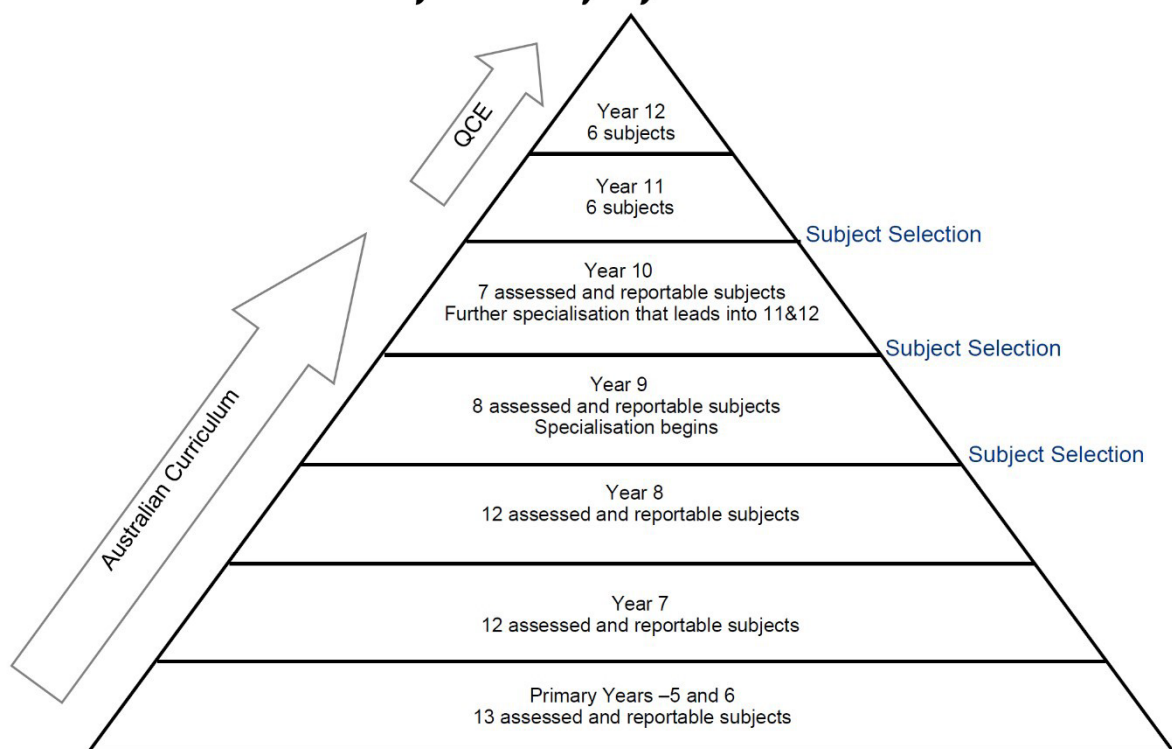 QCE
Year 12
6 subjects
Year 11
6 subjects
Subject Selection
Year 10
7 assessed and reportable subjects
Further specialisation that leads into 11&12
Subject Selection
Year 9
8 assessed and reportable subjects
Specialisation begins
Subject Selection
Australian Curriculum
Year 8
12 assessed and reportable subjects
Year 7
12 assessed and reportable subjects
Primary Years –5 and 6
13 assessed and reportable subjects